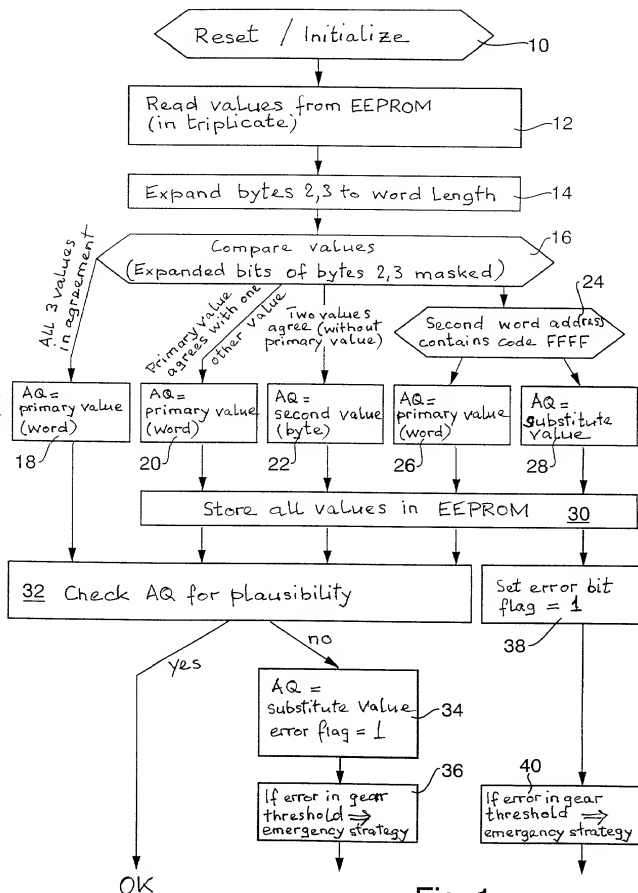 Reset / Initialize
10
Read values from EEPROM
(in triplicate)
12
Expand bytes 2,3 to word Length
14
Compare values
(Expanded bits of bytes 2,3 masked)
16
All 3 values
in agreement
Primary value
agrees with one
other value
Two values
agree (without
primary value)
24
Second word address
contains code FFFF
AQ =
primary value
(word)
18
AQ =
primary value
(word)
20
AQ =
second value
(byte)
22
AQ =
primary value
(word)
26
AQ =
substitute
value
28
Store all values in EEPROM 30
32 Check AQ for plausibility
Set error bit
flag = 1
38
yes
no
AQ =
substitute value
error flag = 1
34
36
If error in gear
threshold ⇒
emergency strategy
40
If error in gear
threshold ⇒
emergency strategy
OK